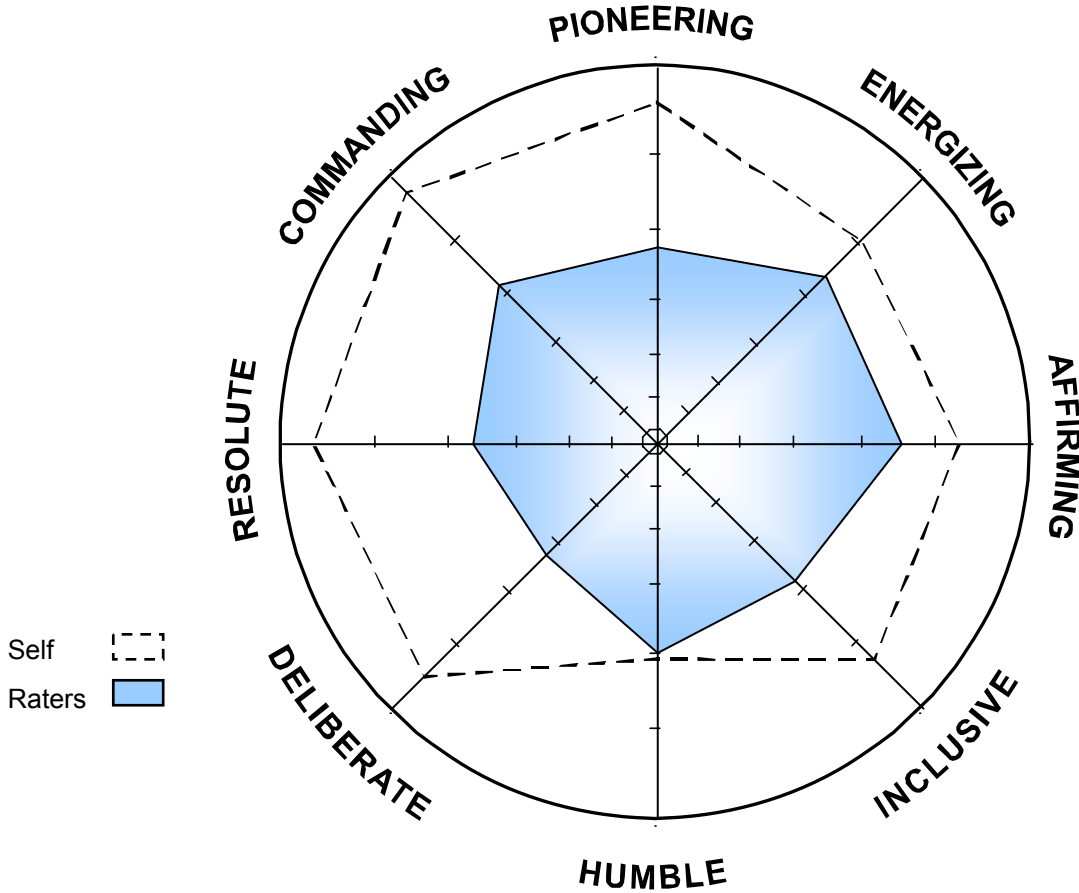 PIONEERING
ENERGIZING
AFFIRMING
INCLUSIVE
HUMBLE
DELIBERATE
RESOLUTE
COMMANDING
Self
Raters